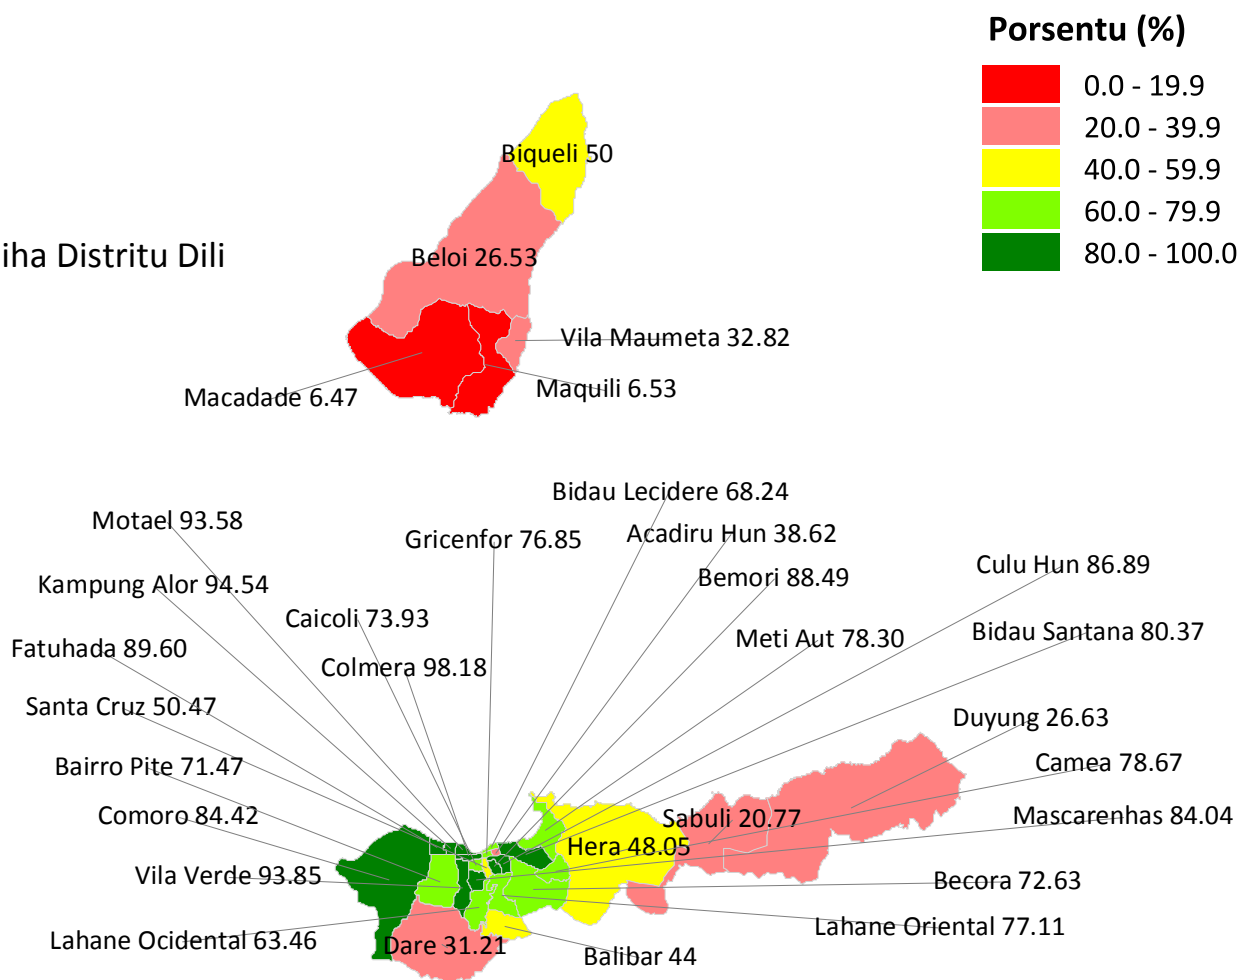 Porsentu (%)
0.0 - 19.9
20.0 - 39.9
40.0 - 59.9
60.0 - 79.9
80.0 - 100.0
Biqueli 50
iha Distritu Dili
Beloi 26.53
Vila Maumeta 32.82
Macadade 6.47
Maquili 6.53
Bidau Lecidere 68.24
Motael 93.58
Gricenfor 76.85
Acadiru Hun 38.62
Culu Hun 86.89
Kampung Alor 94.54
Bemori 88.49
Caicoli 73.93
Meti Aut 78.30
Bidau Santana 80.37
Fatuhada 89.60
Colmera 98.18
Santa Cruz 50.47
Duyung 26.63
Bairro Pite 71.47
Camea 78.67
Comoro 84.42
Sabuli 20.77
Mascarenhas 84.04
Hera 48.05
Vila Verde 93.85
Becora 72.63
Lahane Ocidental 63.46
Dare 31.21
Lahane Oriental 77.11
Balibar 44